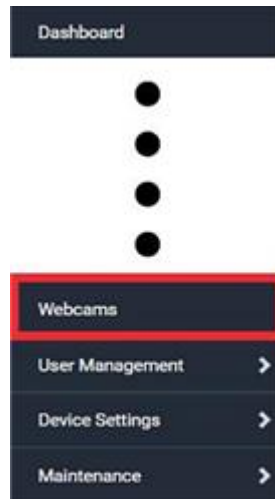 Dashboard
Webcams
User Management
Device Settings
Maintenance